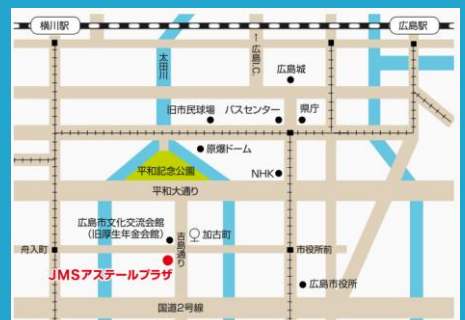 横川駅
広島駅
太田川
←広島I.C.
広島城
旧市民球場
バスセンター
県庁
原爆ドーム
平和記念公園
NHK
平和大通り
広島市文化交流会館
(旧厚生年金会館)
吉島通り
加古町
舟入町
市役所前
JMSアステールプラザ
広島市役所
国道2号線